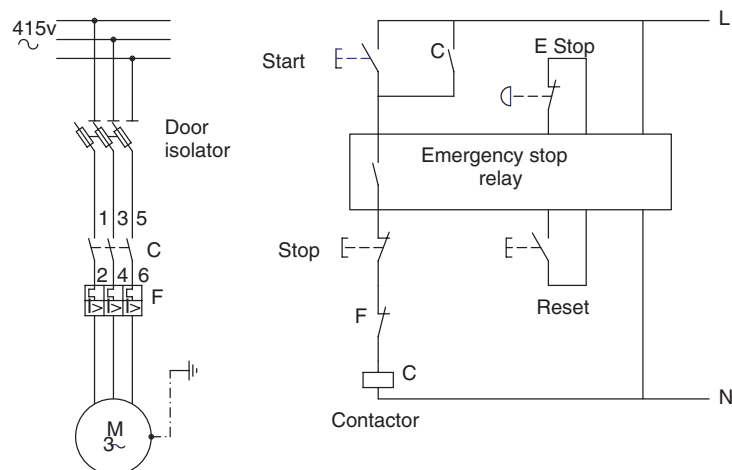 415v
Door
isolator
1 3 5
C
2 4 6
F
I> I> I>
M
3~
L
Start
C
E Stop
Emergency stop
relay
Stop
Reset
F
C
Contactor
N